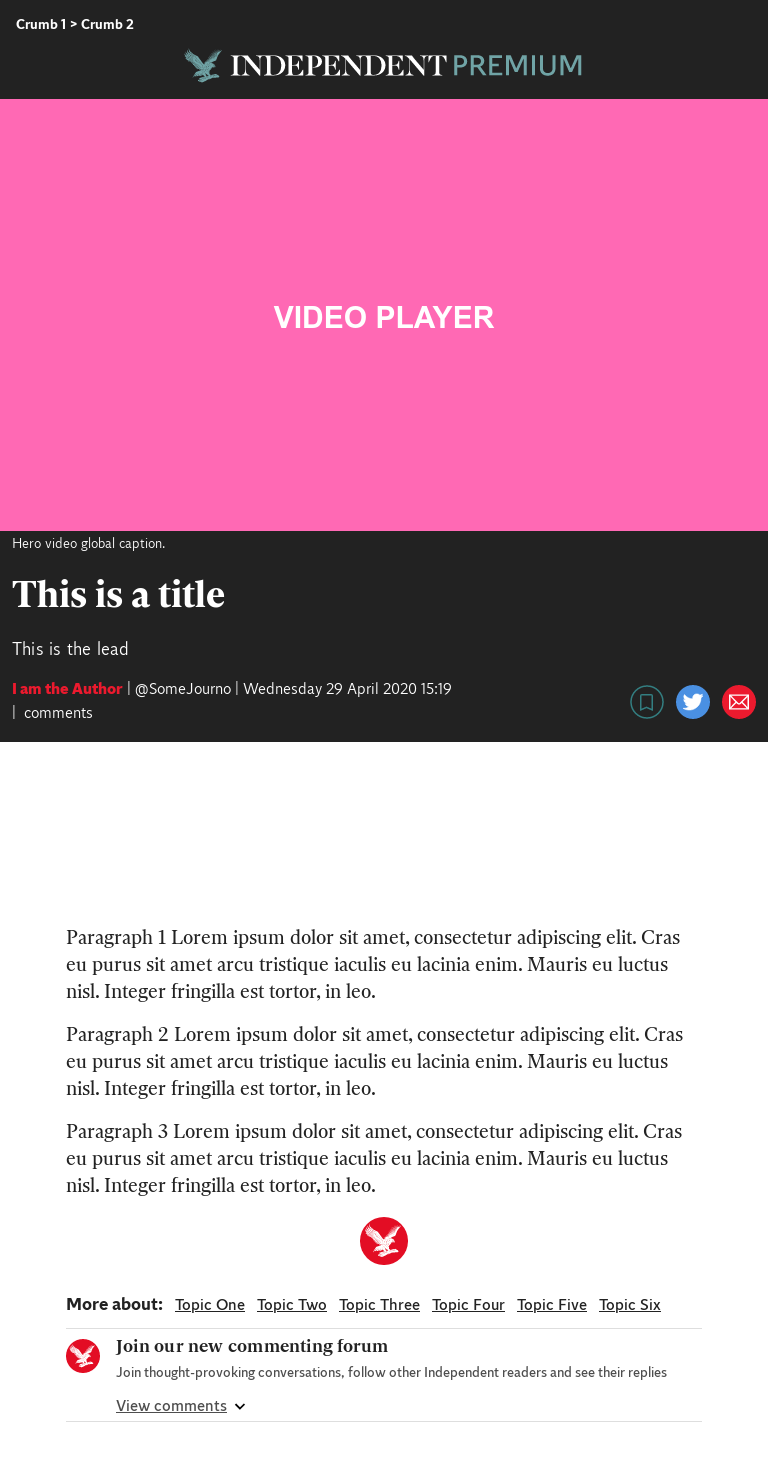 Crumb 1 > Crumb 2
INDEPENDENT PREMIUM
VIDEO PLAYER
Hero video global caption.
This is a title
This is the lead
I am the Author | @SomeJourno | Wednesday 29 April 2020 15:19
| comments
Paragraph 1 Lorem ipsum dolor sit amet, consectetur adipiscing elit. Cras
eu purus sit amet arcu tristique iaculis eu lacinia enim. Mauris eu luctus
nisl. Integer fringilla est tortor, in leo.
Paragraph 2 Lorem ipsum dolor sit amet, consectetur adipiscing elit. Cras
eu purus sit amet arcu tristique iaculis eu lacinia enim. Mauris eu luctus
nisl. Integer fringilla est tortor, in leo.
Paragraph 3 Lorem ipsum dolor sit amet, consectetur adipiscing elit. Cras
eu purus sit amet arcu tristique iaculis eu lacinia enim. Mauris eu luctus
nisl. Integer fringilla est tortor, in leo.
More about: Topic One Topic Two Topic Three Topic Four Topic Five Topic Six
Join our new commenting forum
Join thought-provoking conversations, follow other Independent readers and see their replies
View comments